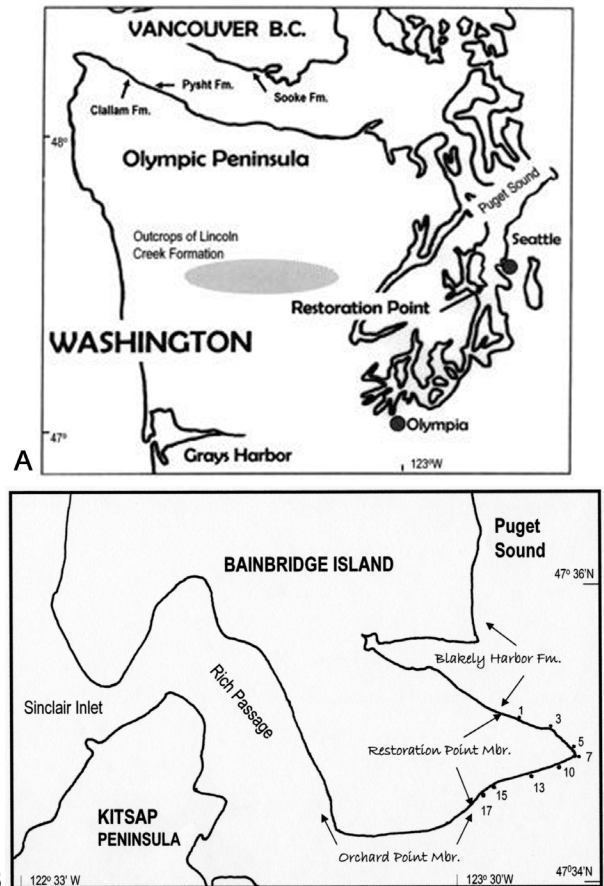 VANCOUVER B.C.
Pysht Fm.
Clallam Fm.
Sooke Fm.
48°
Olympic Peninsula
Puget Sound
Outcrops of Lincoln
Creek Formation
Seattle
Restoration Point
WASHINGTON
Olympia
47°
Grays Harbor
123°W
A
Puget
Sound
BAINBRIDGE ISLAND
47° 36'N
Blakely Harbor Fm.
Rich Passage
Sinclair Inlet
1
3
5
7
Restoration Point Mbr.
10
13
15
17
KITSAP
PENINSULA
Orchard Point Mbr.
122° 33' W
123° 30'W
47° 34'N